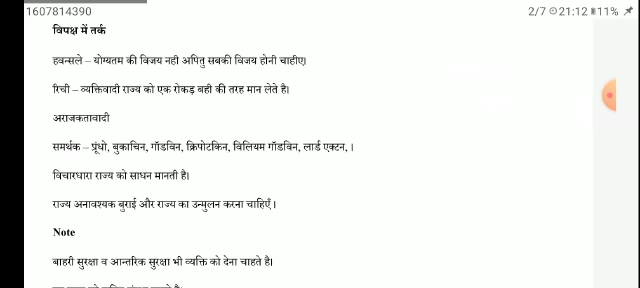 1607814390
2/7 21:12 11%
विपक्ष में तर्क
हक्सले – योग्यतम की विजय नही अपितु सबकी विजय होनी चाहीए।
रिची – व्यक्तिवादी राज्य को एक रोकड़ बही की तरह मान लेते है।
अराजकतावादी
समर्थक – प्रूंधो, बुकाचिन, गॉडविन, क्रिपोटकिन, विलियम गॉडविन, लार्ड एक्टन, ।
विचारधारा राज्य को साधन मानती है।
राज्य अनावश्यक बुराई और राज्य का उन्मुलन करना चाहिएँ।
Note
बाहरी सुरक्षा व आन्तरिक सुरक्षा भी व्यक्ति को देना चाहते है।